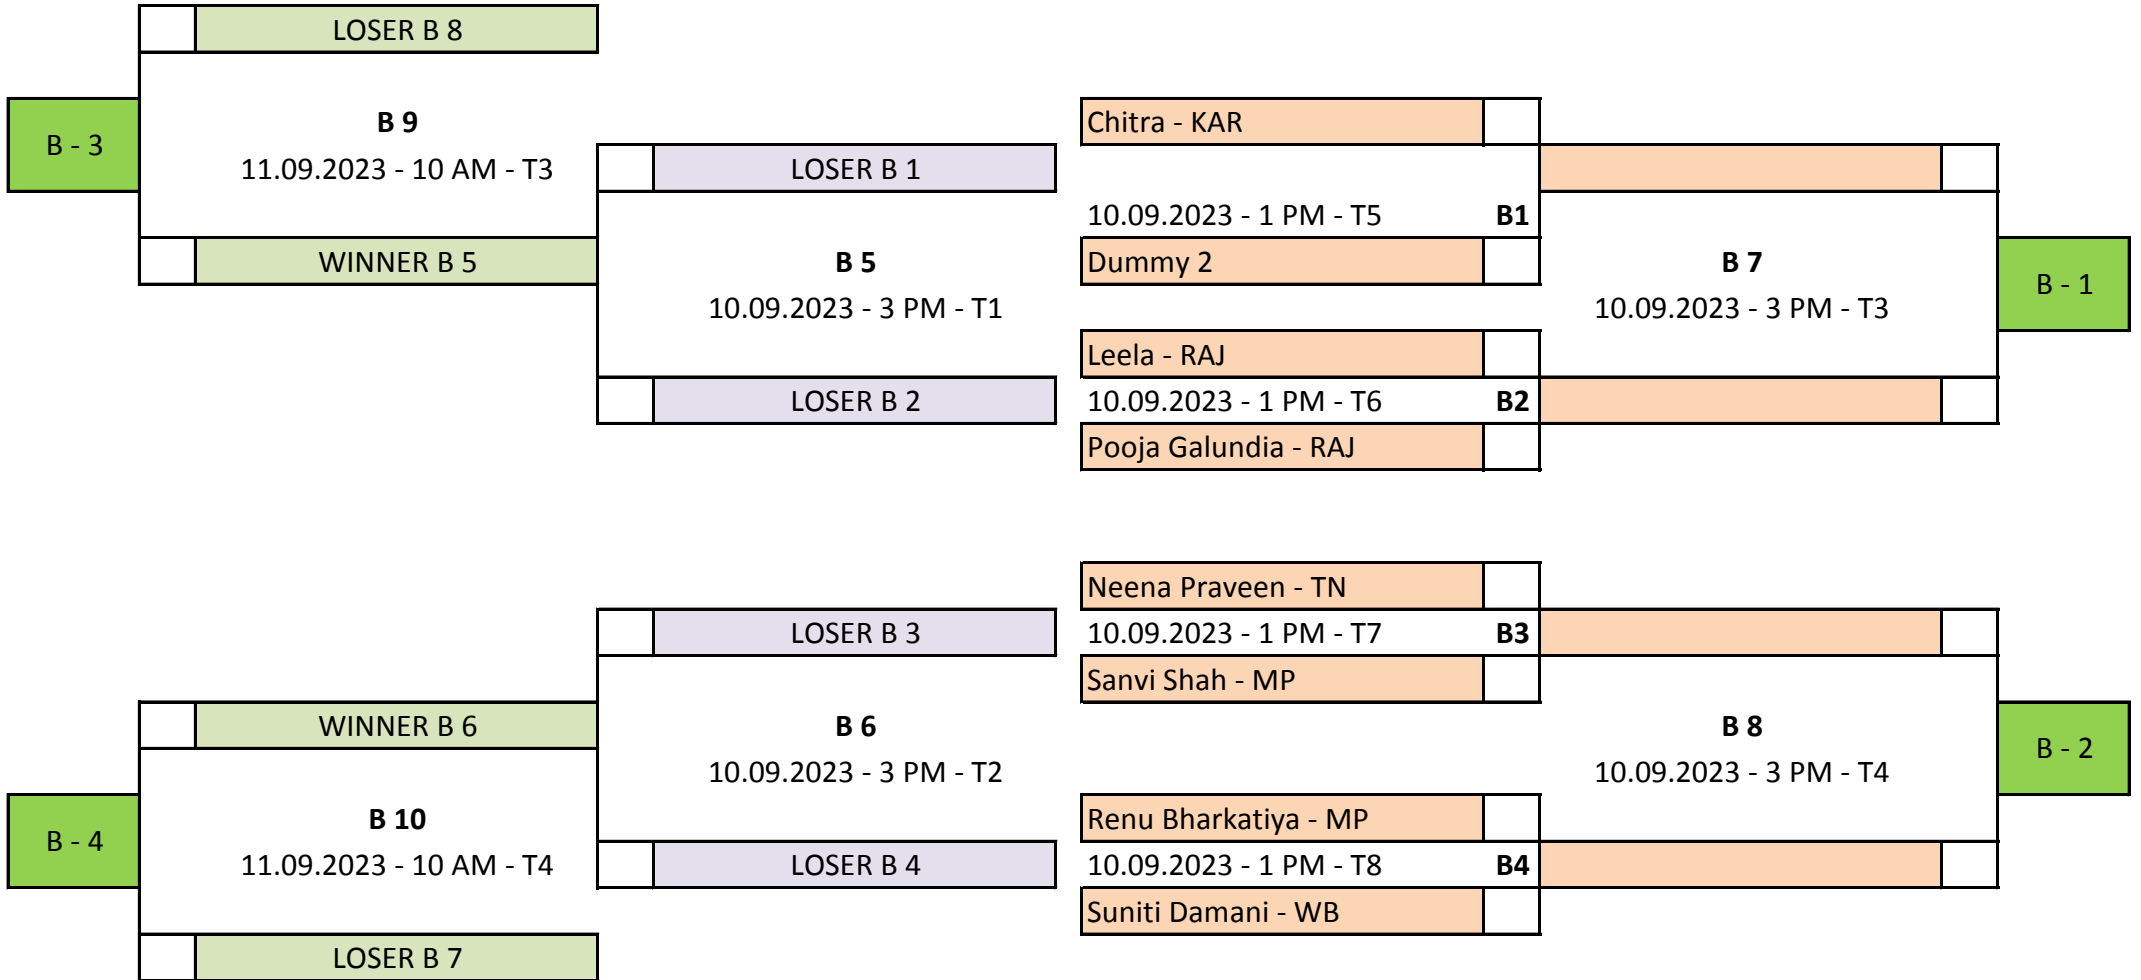 LOSER B 8
B 9
Chitra - KAR
B - 3
11.09.2023 - 10 AM - T3
LOSER B 1
10.09.2023 - 1 PM - T5 B1
WINNER B 5
B 5
Dummy 2
B 7
B - 1
10.09.2023 - 3 PM - T1
10.09.2023 - 3 PM - T3
Leela - RAJ
LOSER B 2
10.09.2023 - 1 PM - T6 B2
Pooja Galundia - RAJ
Neena Praveen - TN
LOSER B 3
10.09.2023 - 1 PM - T7 B3
Sanvi Shah - MP
WINNER B 6
B 6
B 8
B - 2
10.09.2023 - 3 PM - T2
10.09.2023 - 3 PM - T4
B 10
Renu Bharkatiya - MP
B - 4
11.09.2023 - 10 AM - T4
LOSER B 4
10.09.2023 - 1 PM - T8 B4
Suniti Damani - WB
LOSER B 7